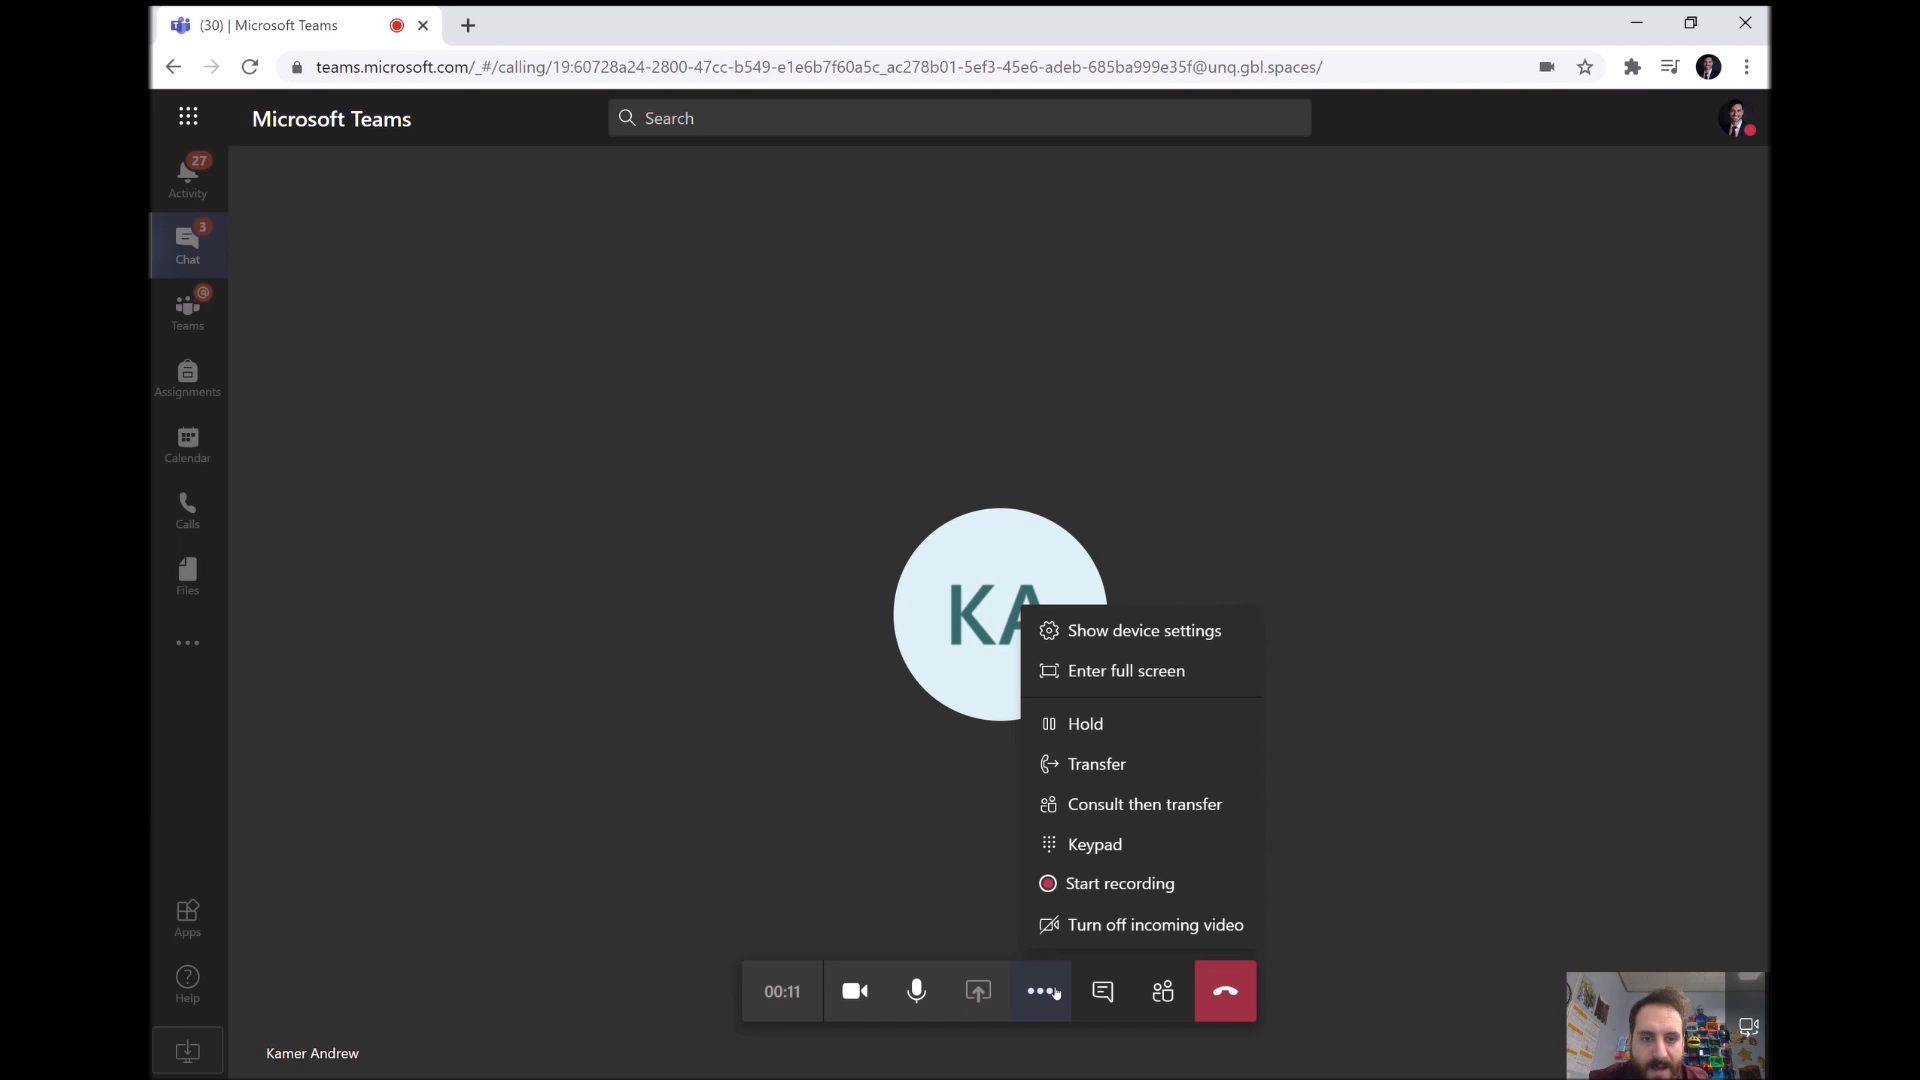 (30) | Microsoft Teams
teams.microsoft.com/_#/calling/19:60728a24-2800-47cc-b549-e1e6b7f60a5c_ac278b01-5ef3-45e6-adeb-685ba999e35f@unq.gbl.spaces/
Microsoft Teams
Search
27
Activity
3
Chat
@
Teams
Assignments
Calendar
Calls
Files
KA
Show device settings
Enter full screen
Hold
Transfer
Consult then transfer
Keypad
Start recording
Turn off incoming video
Apps
Help
00:11
Kamer Andrew